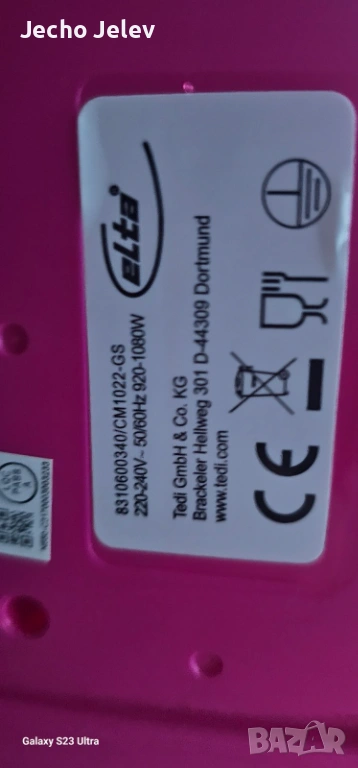 Jecho Jelev
elta®
8310600340/CM1022-GS
220-240V~ 50/60Hz 920-1080W
Tedi GmbH & Co. KG
Brackeler Hellweg 301 D-44309 Dortmund
www.tedi.com
CE
Galaxy S23 Ultra
BAZAR